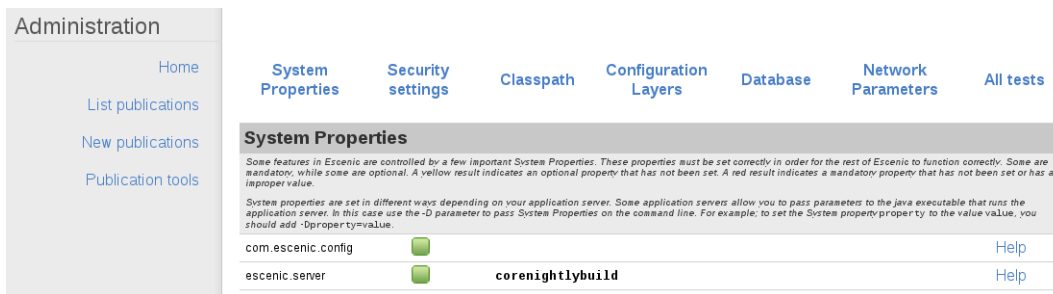 Administration
Home
List publications
New publications
Publication tools
System Properties
Security settings
Classpath
Configuration Layers
Database
Network Parameters
All tests
System Properties
Some features in Escenic are controlled by a few important System Properties. These properties must be set correctly in order for the rest of Escenic to function correctly. Some are
mandatory, while some are optional. A yellow result indicates an optional property that has not been set. A red result indicates a mandatory property that has not been set or has a
improper value.
System properties are set in different ways depending on your application server. Some application servers allow you to pass parameters to the java executable that runs the
application server. In this case use the -D parameter to pass System Properties on the command line. For example; to set the System property property to the value value, you
should add -Dproperty=value.
com.escenic.config Help
escenic.server corenightlybuild Help